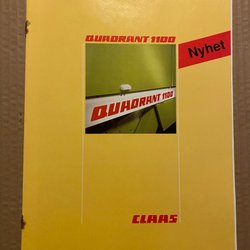 QUADRANT 1100
Nyhet
QUADRANT 1100
CLAAS